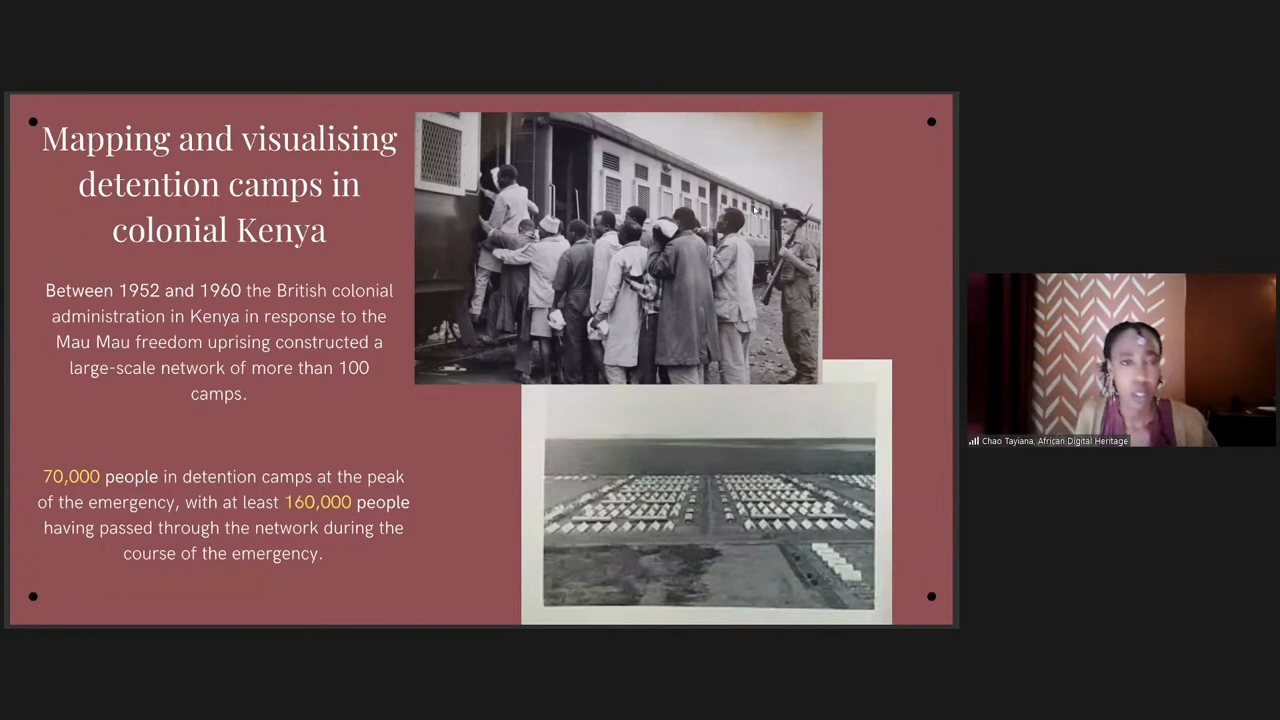 Mapping and visualising
detention camps in
colonial Kenya
Between 1952 and 1960 the British colonial
administration in Kenya in response to the
Mau Mau freedom uprising constructed a
large-scale network of more than 100
camps.
70,000 people in detention camps at the peak
of the emergency, with at least 160,000 people
having passed through the network during the
course of the emergency.
Chao Tayiana, African Digital Heritage